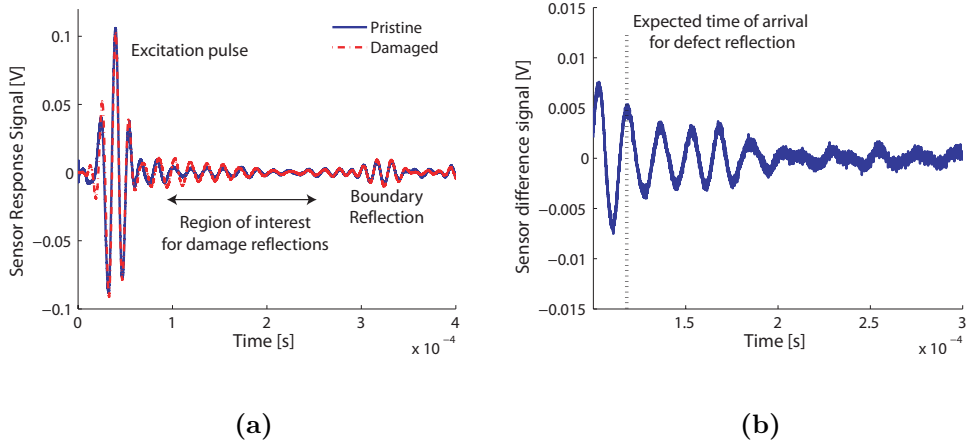 0.1
0.05
0
−0.05
−0.1
Sensor Response Signal [V]
Excitation pulse
Pristine
Damaged
Region of interest
for damage reflections
Boundary
Reflection
0
1
2
3
4
Time [s]
x 10⁻⁴
(a)
0.015
0.01
0.005
0
−0.005
−0.01
−0.015
Sensor difference signal [V]
Expected time of arrival
for defect reflection
1.5
2
2.5
3
Time [s]
x 10⁻⁴
(b)